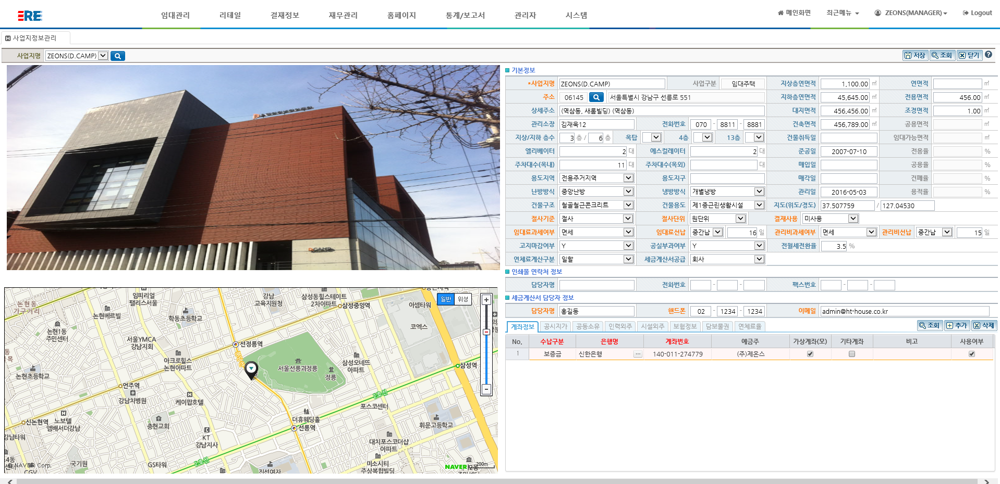 ERE 임대관리 리테일 결재정보 재무관리 홈페이지 통계/보고서 관리자 시스템 메인화면 최근메뉴 ZEONS(MANAGER) Logout
사업지정보관리
사업지명 ZEONS(D.CAMP) 저장 조회 닫기
기본정보
*사업지명 ZEONS(D.CAMP) 사업구분 임대주택 지상층연면적 1,100.00 ㎡ 연면적 ㎡
주소 06145 서울특별시 강남구 선릉로 551 지하층연면적 45,645.00 ㎡ 전용면적 456.00 ㎡
상세주소 (역삼동, 새롬빌딩) (역삼동) 대지면적 456,456.00 ㎡ 조경면적 1.00 ㎡
관리소장 김재욱12 전화번호 070 - 8811 - 8881 건축면적 456,789.00 ㎡ 공용면적 ㎡
지상/지하 층수 3 층 / 6 층 옥탑 4층 13층 건물취득일 임대가능면적 ㎡
엘리베이터 2 대 에스컬레이터 2 대 준공일 2007-07-10 전용율 %
주차대수(옥내) 11 대 주차대수(옥외) 대 매입일 공용율 %
용도지역 전용주거지역 용도지구 매각일 건폐율 %
난방방식 중앙난방 냉방방식 개별냉방 관리일 2016-05-03 용적율 %
건물구조 철골철근콘크리트 건물용도 제1종근린생활시설 지도(위도/경도) 37.507759 / 127.04530
절사기준 절사 절사단위 원단위 결재사용 미사용
임대료과세여부 면세 임대료선납 중간납 16 일 관리비과세여부 면세 관리비선납 중간납 15 일
고지마감여부 Y 공실부과여부 Y 전월세전환율 3.5 %
연체료계산구분 일할 세금계산서공급 회사
인쇄물 연락처 정보
담당자명 전화번호 - - 팩스번호 - -
세금계산서 담당자 정보
담당자명 홍길동 핸드폰 02 - 1234 - 1234 이메일 admin@ht-house.co.kr
계좌정보 공시지가 공동소유 인력외주 시설외주 보험정보 담보물권 연체료율 조회 추가 삭제
No. 수납구분 은행명 계좌번호 예금주 가상계좌(모) 기타계좌 비고 사용여부
1 보증금 신한은행 140-011-274779 (주)제온스
D.CAMP
일반 위성
논현동
가구거리
임피리얼
팰리스서울
강남
교육지원청
삼성동힐스테이트
2차아파트
삼성중앙역
아셈타워
논현베르빌
학동초등학교
논현1동
주민센터
코엑스
서울YMCA
강남지회
선정릉역
아크로힐스
논현아파트
삼성오네뜨
아파트
서울선릉과정릉
정릉
삼성역
논현초등학교
언주역
강남차병원
케이팝호텔
2호선
포스코센터
신논현역
노보텔
앰배서더강남
충현교회
더휴웨딩홀
선릉역
휘문고등학교
강남타워
KT
강남지사
대치포스코더샵
아파트
국기원
GS타워
2호선
미소시티
주상복합빌딩
© NAVER Corp.
CGV
NAVER
200m